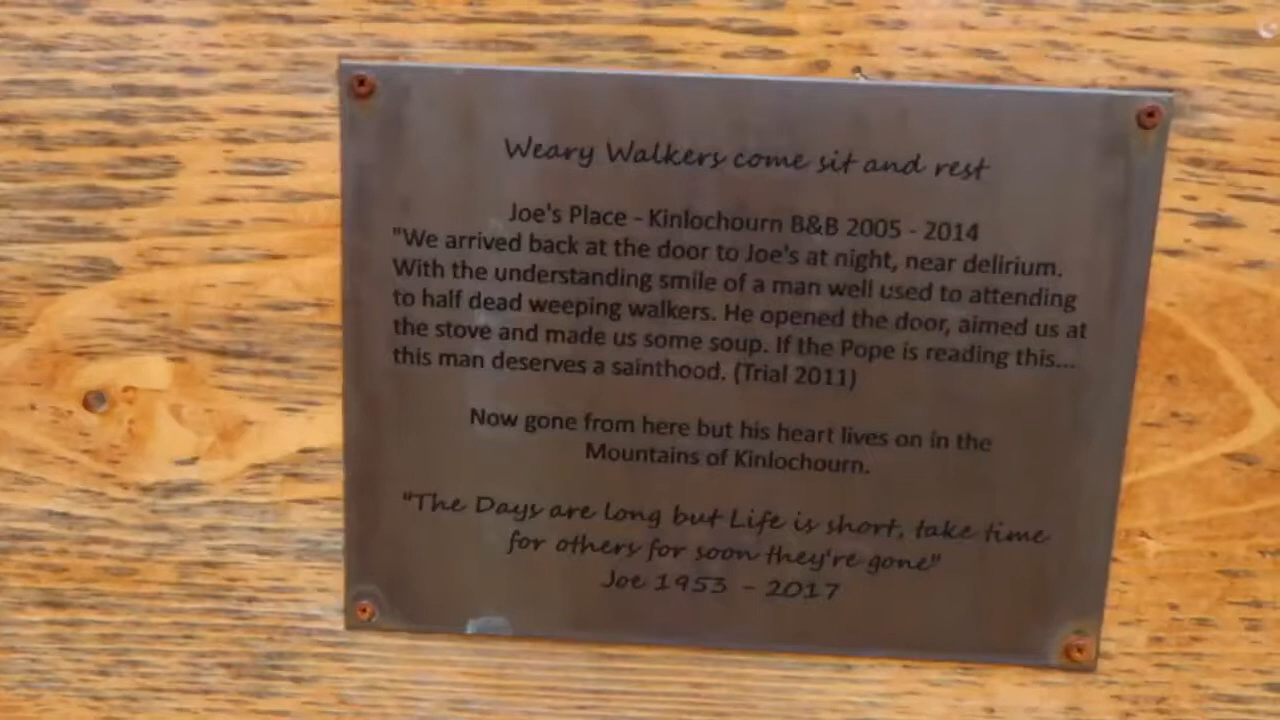 Weary Walkers come sit and rest
Joe's Place - Kinlochourn B&B 2005 - 2014
"We arrived back at the door to Joe's at night, near delirium.
With the understanding smile of a man well used to attending
to half dead weeping walkers. He opened the door, aimed us at
the stove and made us some soup. If the Pope is reading this...
this man deserves a sainthood. (Trial 2011)
Now gone from here but his heart lives on in the
Mountains of Kinlochourn.
"The Days are long but Life is short, take time
for others for soon they're gone"
Joe 1953 - 2017